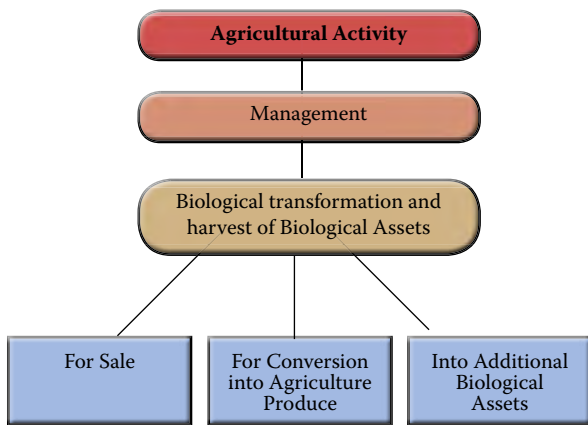 Agricultural Activity
Management
Biological transformation and
harvest of Biological Assets
For Sale
For Conversion
into Agriculture
Produce
Into Additional
Biological
Assets